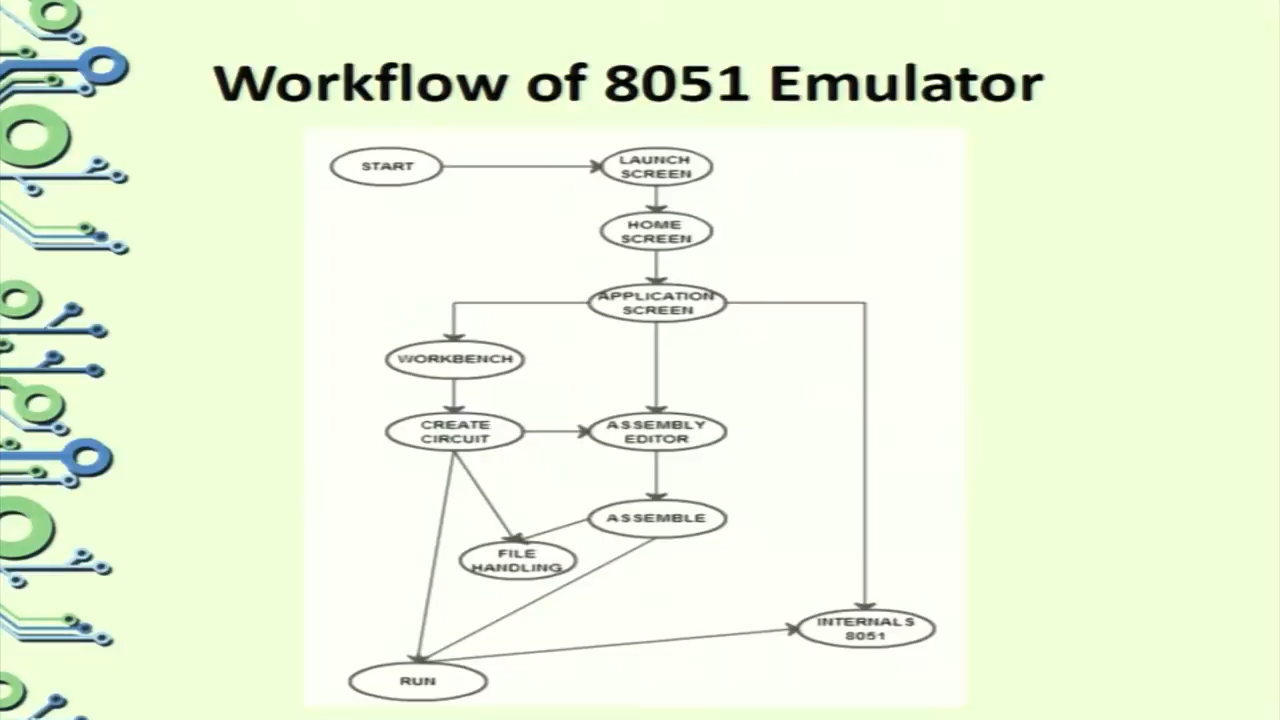 Workflow of 8051 Emulator
START
LAUNCH
SCREEN
HOME
SCREEN
APPLICATION
SCREEN
WORKBENCH
CREATE
CIRCUIT
ASSEMBLY
EDITOR
ASSEMBLE
FILE
HANDLING
INTERNALS
8051
RUN